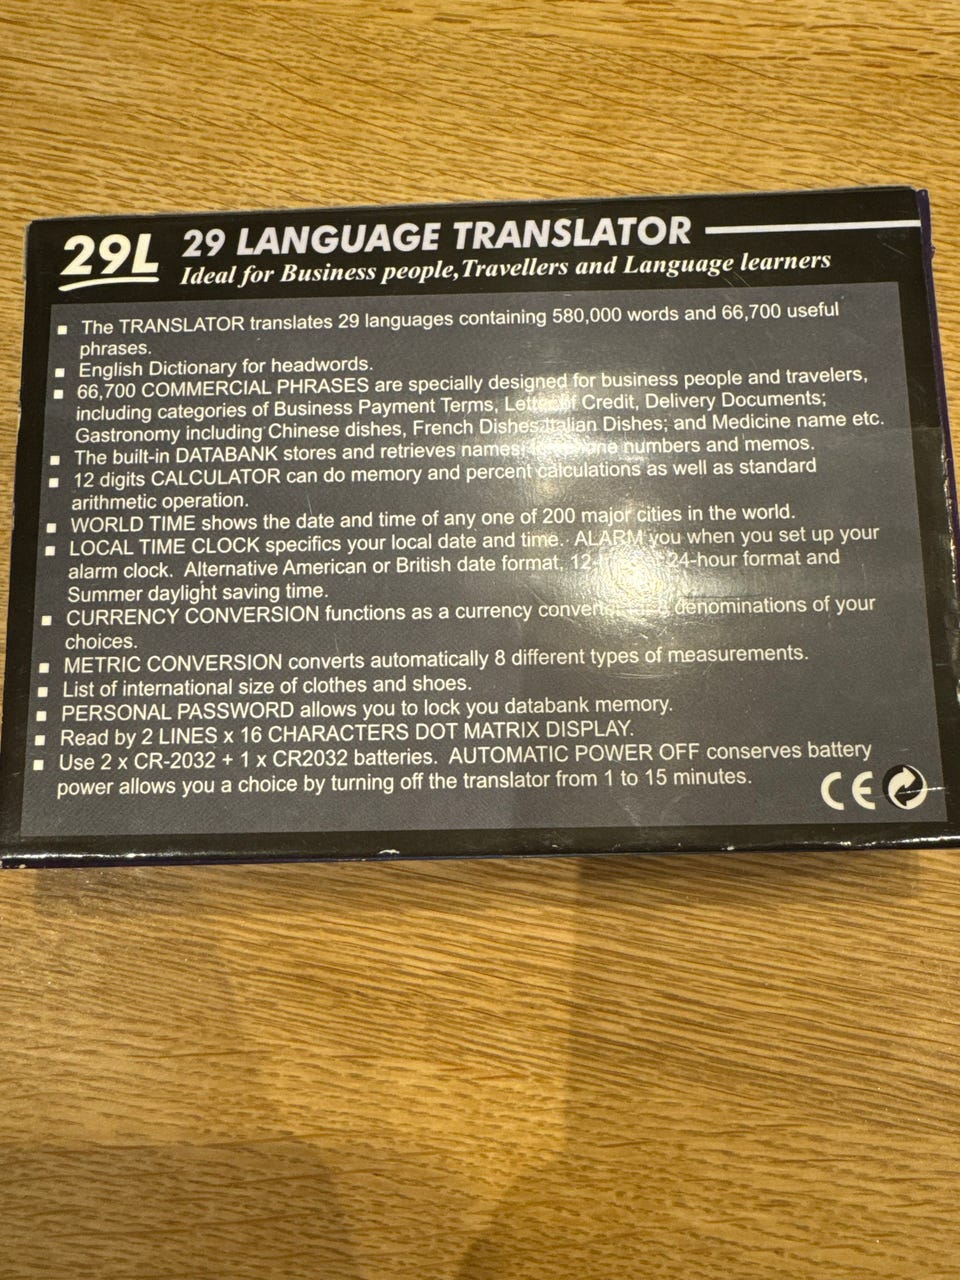 29L 29 LANGUAGE TRANSLATOR
Ideal for Business people, Travellers and Language learners
▪ The TRANSLATOR translates 29 languages containing 580,000 words and 66,700 useful
phrases.
▪ English Dictionary for headwords.
▪ 66,700 COMMERCIAL PHRASES are specially designed for business people and travelers,
including categories of Business Payment Terms, Letter of Credit, Delivery Documents;
Gastronomy including Chinese dishes, French Dishes, Italian Dishes; and Medicine name etc.
▪ The built-in DATABANK stores and retrieves names, numbers and memos.
▪ 12 digits CALCULATOR can do memory and percent calculations as well as standard
arithmetic operation.
▪ WORLD TIME shows the date and time of any one of 200 major cities in the world.
▪ LOCAL TIME CLOCK specifics your local date and time. ALARM you when you set up your
alarm clock. Alternative American or British date format, 24-hour format and
Summer daylight saving time.
▪ CURRENCY CONVERSION functions as a currency denominations of your
choices.
▪ METRIC CONVERSION converts automatically 8 different types of measurements.
▪ List of international size of clothes and shoes.
▪ PERSONAL PASSWORD allows you to lock you databank memory.
▪ Read by 2 LINES x 16 CHARACTERS DOT MATRIX DISPLAY.
▪ Use 2 x CR-2032 + 1 x CR2032 batteries. AUTOMATIC POWER OFF conserves battery
power allows you a choice by turning off the translator from 1 to 15 minutes.
CE